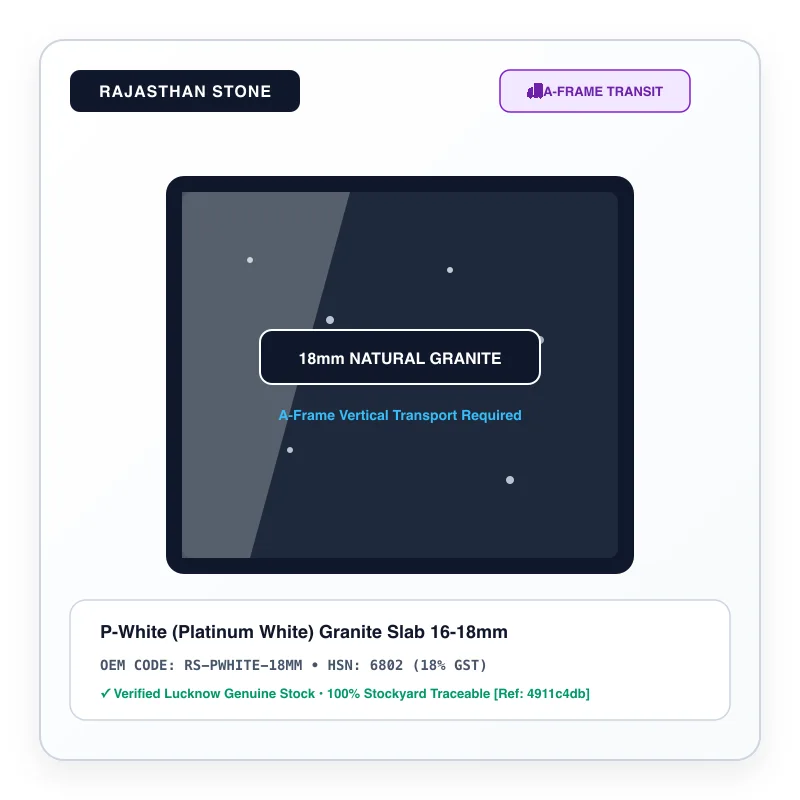 RAJASTHAN STONE
A-FRAME TRANSIT
18mm NATURAL GRANITE
A-Frame Vertical Transport Required
P-White (Platinum White) Granite Slab 16-18mm
OEM CODE: RS-PWHITE-18MM • HSN: 6802 (18% GST)
✓ Verified Lucknow Genuine Stock · 100% Stockyard Traceable [Ref: 4911c4db]